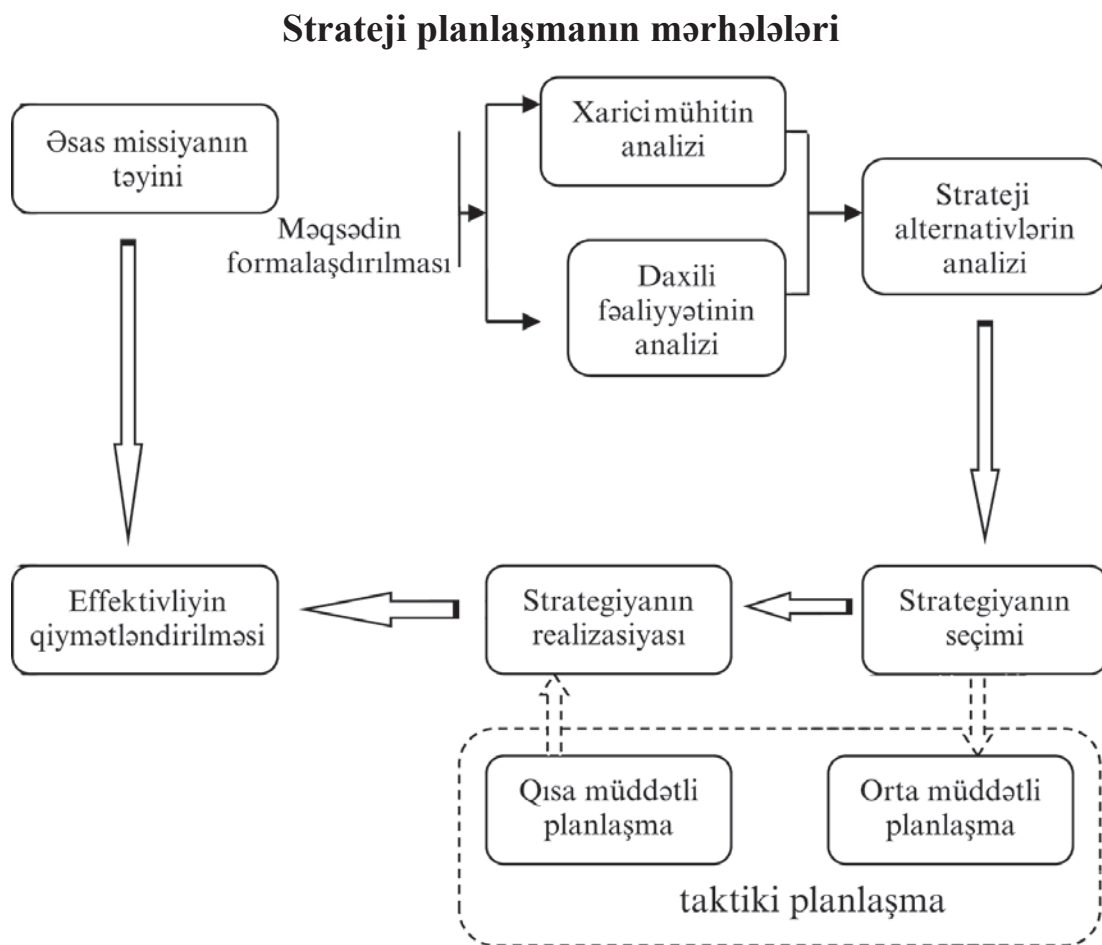 Strateji planlaşmanın mərhələləri
Əsas missiyanın
təyini
Məqsədin
formalaşdırılması
Xarici mühitin
analizi
Daxili
fəaliyyətinin
analizi
Strateji
alternativlərin
analizi
Effektivliyin
qiymətləndirilməsi
Strategiyanın
realizasiyası
Strategiyanın
seçimi
Qısa müddətli
planlaşma
Orta müddətli
planlaşma
taktiki planlaşma